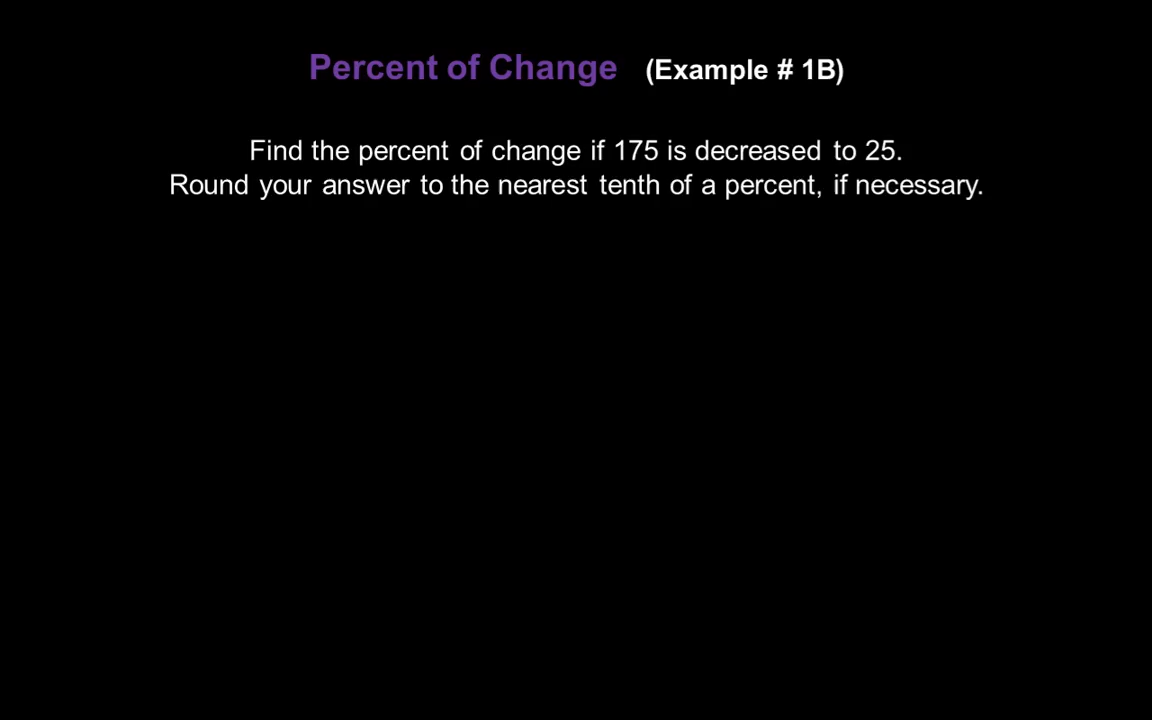 Percent of Change (Example # 1B)
Find the percent of change if 175 is decreased to 25.
Round your answer to the nearest tenth of a percent, if necessary.